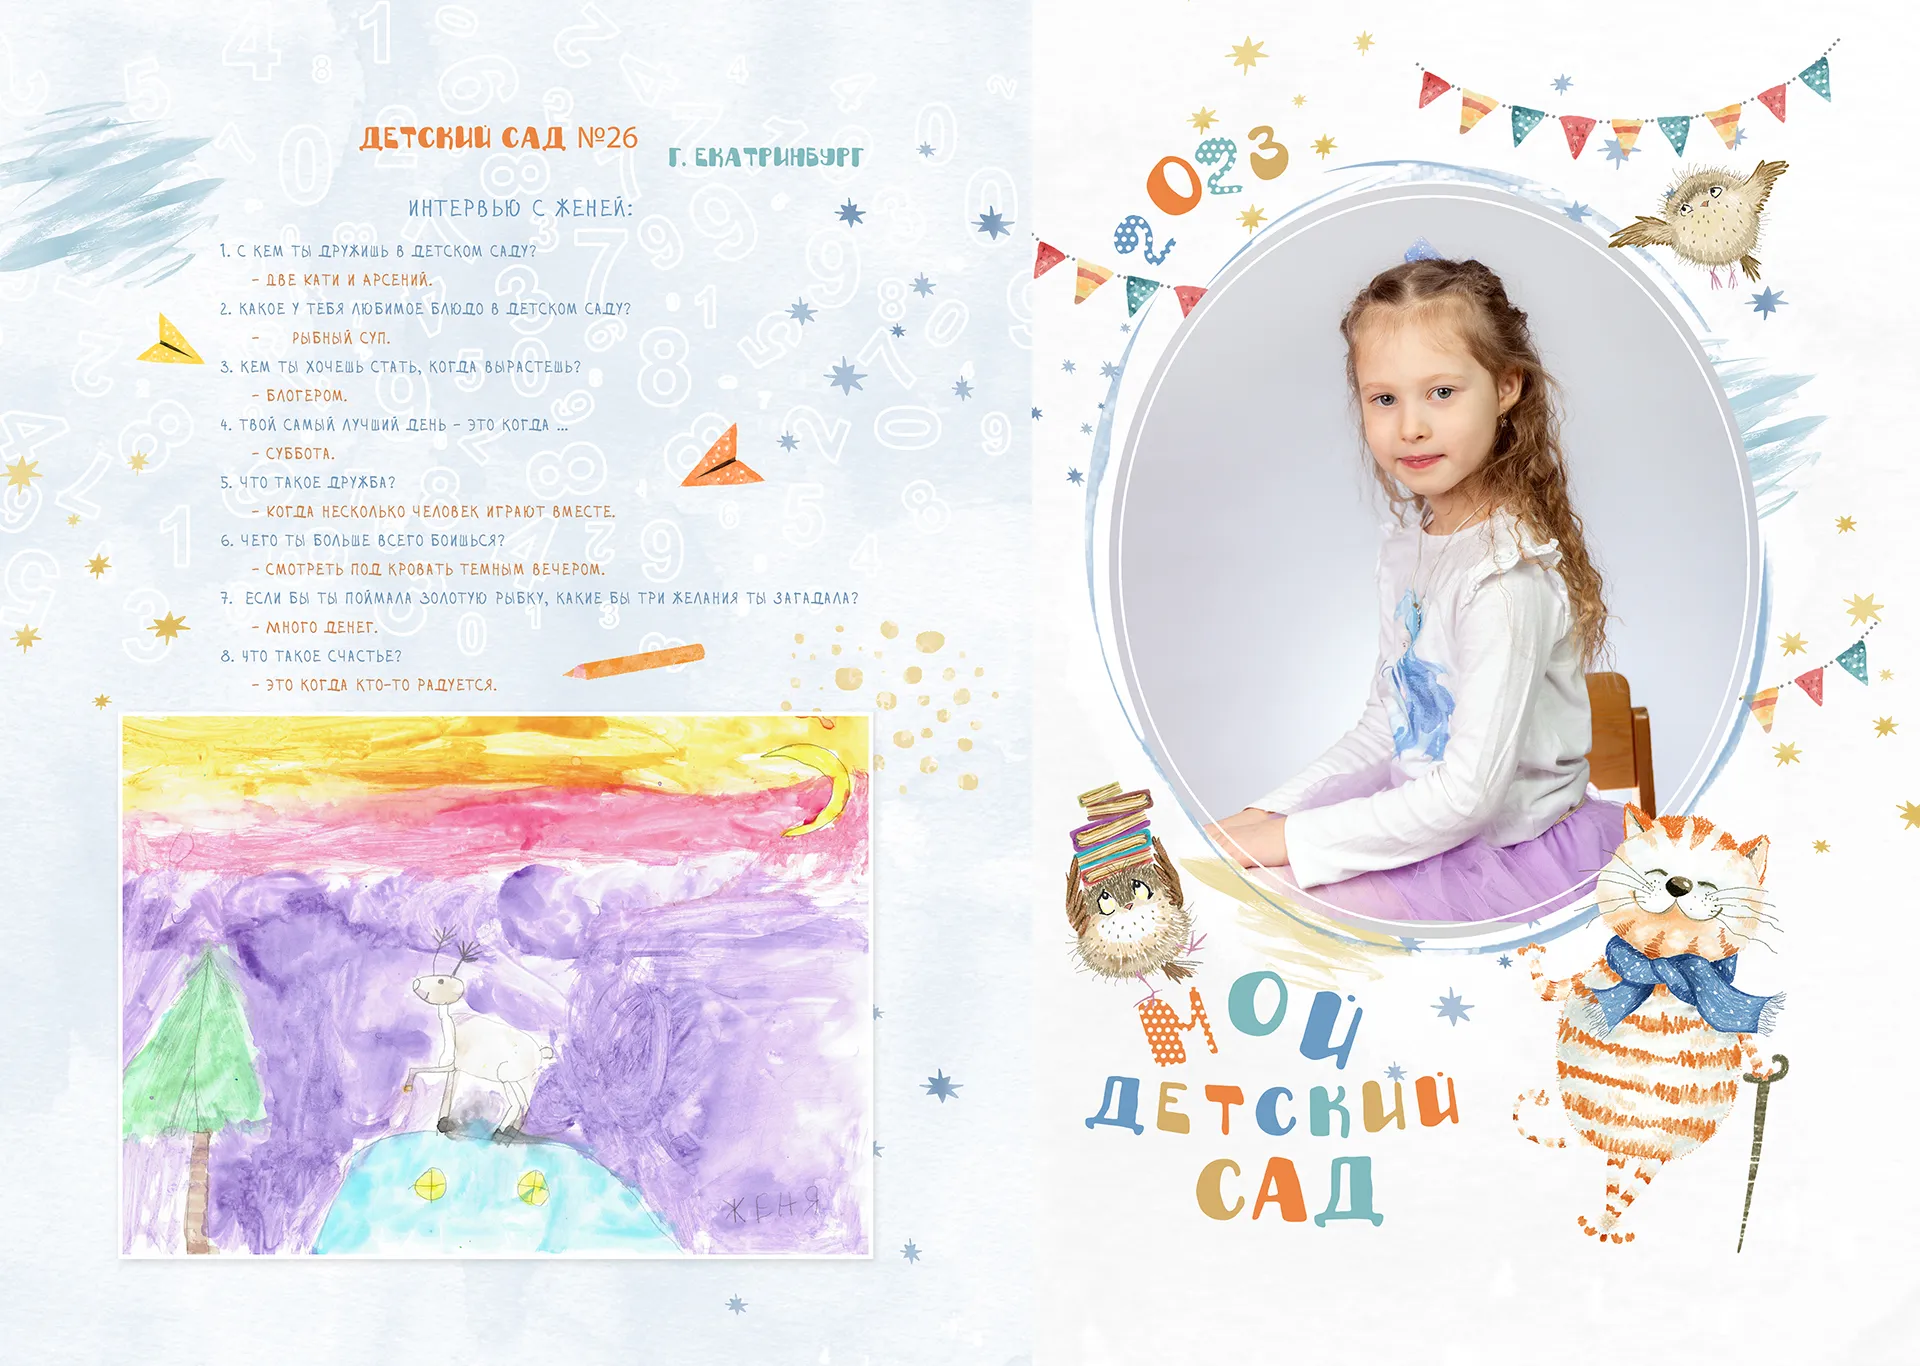 ДЕТСКИЙ САД №26
Г. ЕКАТЕРИНБУРГ
ИНТЕРВЬЮ С ЖЕНЕЙ:
1. С КЕМ ТЫ ДРУЖИШЬ В ДЕТСКОМ САДУ?
- ДВЕ КАТИ И АРСЕНИЙ.
2. КАКОЕ У ТЕБЯ ЛЮБИМОЕ БЛЮДО В ДЕТСКОМ САДУ?
- РЫБНЫЙ СУП.
3. КЕМ ТЫ ХОЧЕШЬ СТАТЬ, КОГДА ВЫРАСТЕШЬ?
- БЛОГЕРОМ.
4. ТВОЙ САМЫЙ ЛУЧШИЙ ДЕНЬ - ЭТО КОГДА ...
- СУББОТА.
5. ЧТО ТАКОЕ ДРУЖБА?
- КОГДА НЕСКОЛЬКО ЧЕЛОВЕК ИГРАЮТ ВМЕСТЕ.
6. ЧЕГО ТЫ БОЛЬШЕ ВСЕГО БОИШЬСЯ?
- СМОТРЕТЬ ПОД КРОВАТЬ ТЕМНЫМ ВЕЧЕРОМ.
7. ЕСЛИ БЫ ТЫ ПОЙМАЛА ЗОЛОТУЮ РЫБКУ, КАКИЕ БЫ ТРИ ЖЕЛАНИЯ ТЫ ЗАГАДАЛА?
- МНОГО ДЕНЕГ.
8. ЧТО ТАКОЕ СЧАСТЬЕ?
- ЭТО КОГДА КТО-ТО РАДУЕТСЯ.
ЖЕНЯ
2023
МОЙ
ДЕТСКИЙ
САД